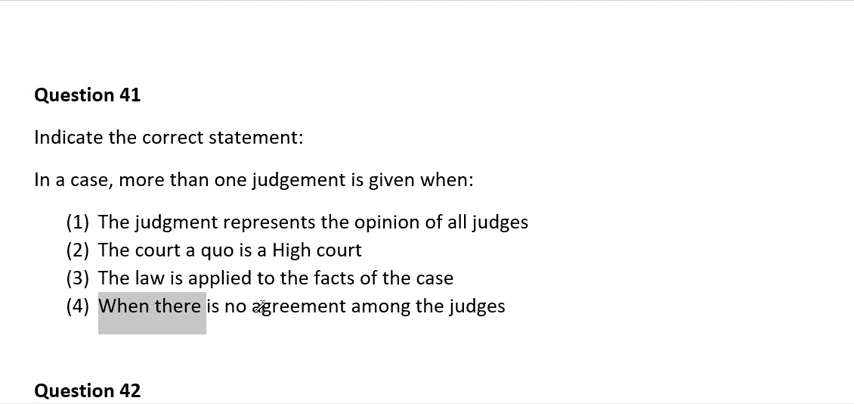 Question 41
Indicate the correct statement:
In a case, more than one judgement is given when:
(1) The judgment represents the opinion of all judges
(2) The court a quo is a High court
(3) The law is applied to the facts of the case
(4) When there is no agreement among the judges
Question 42